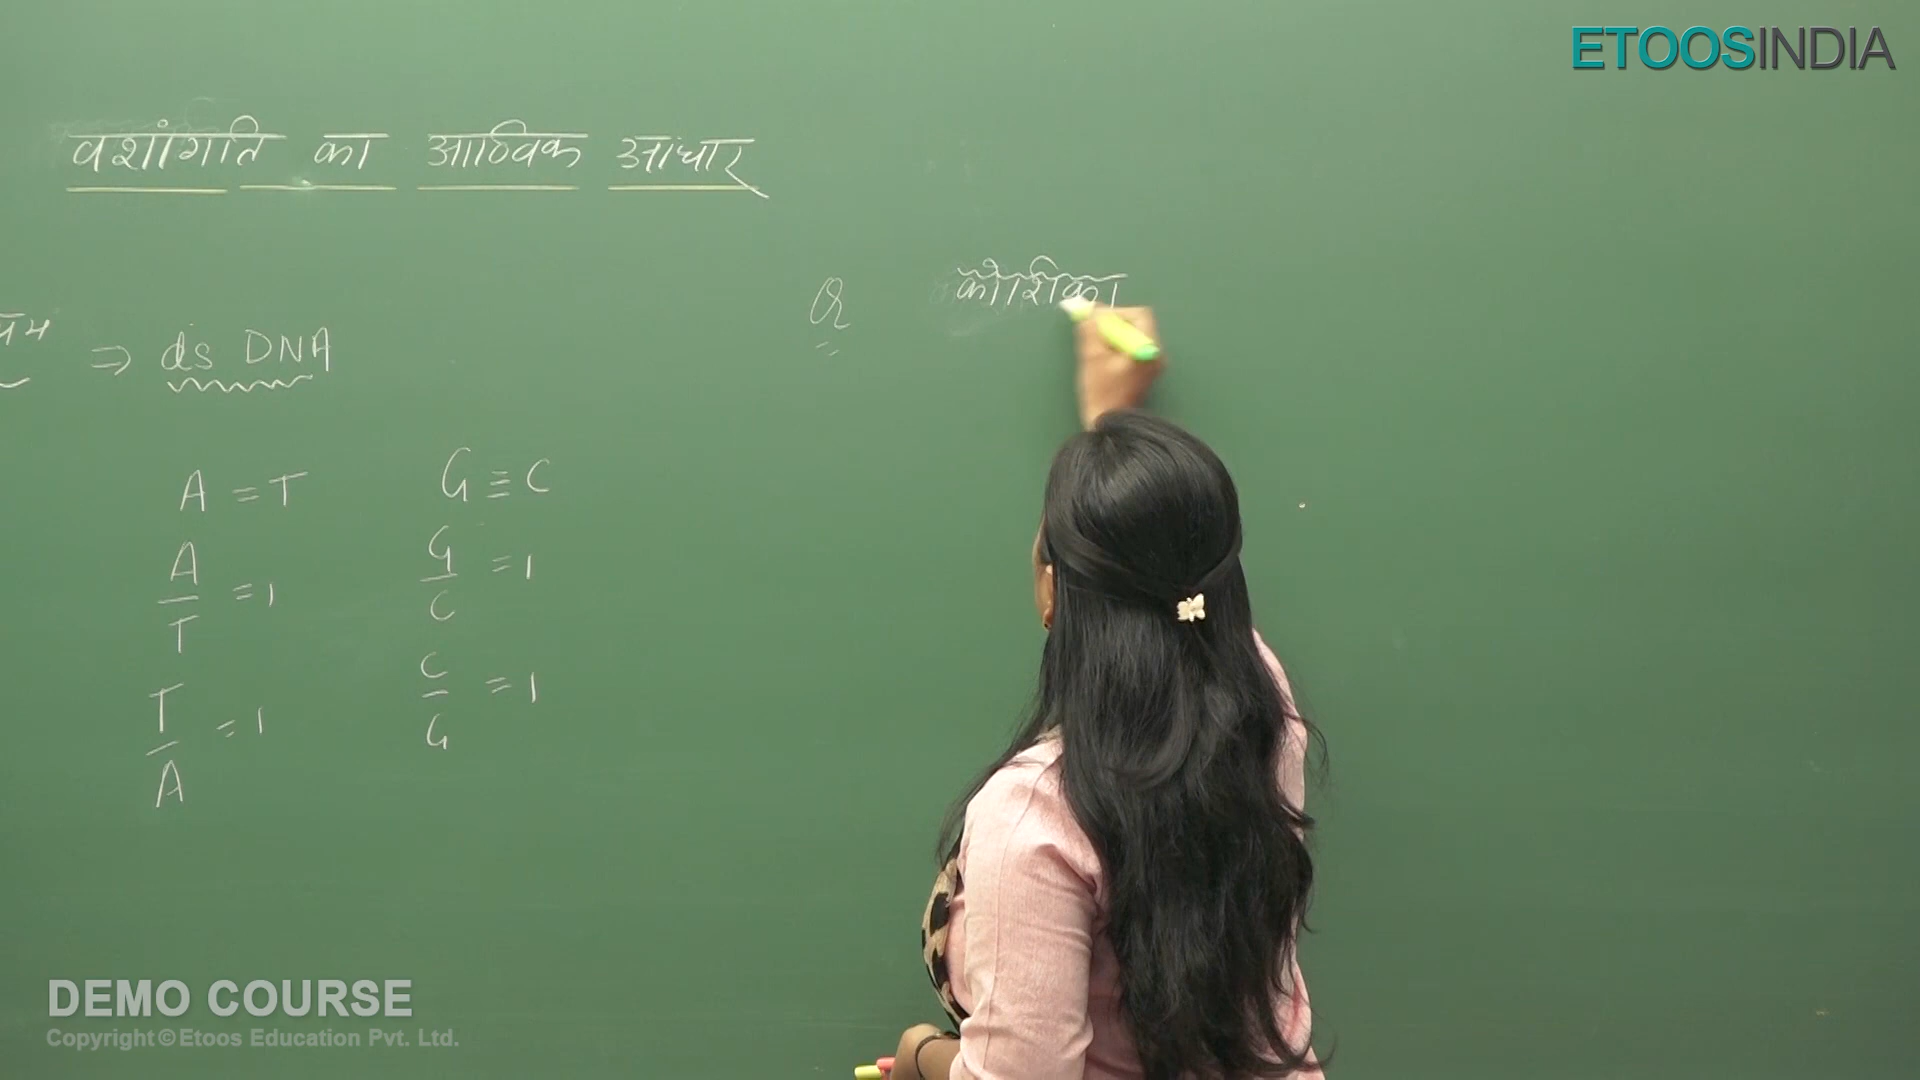 ETOOSINDIA
वशांगति का आण्विक आधार
⇒ ds DNA
A = T
A/T = 1
T/A = 1
G ≡ C
G/C = 1
C/G = 1
Q
कोशिका
DEMO COURSE
Copyright © Etoos Education Pvt. Ltd.